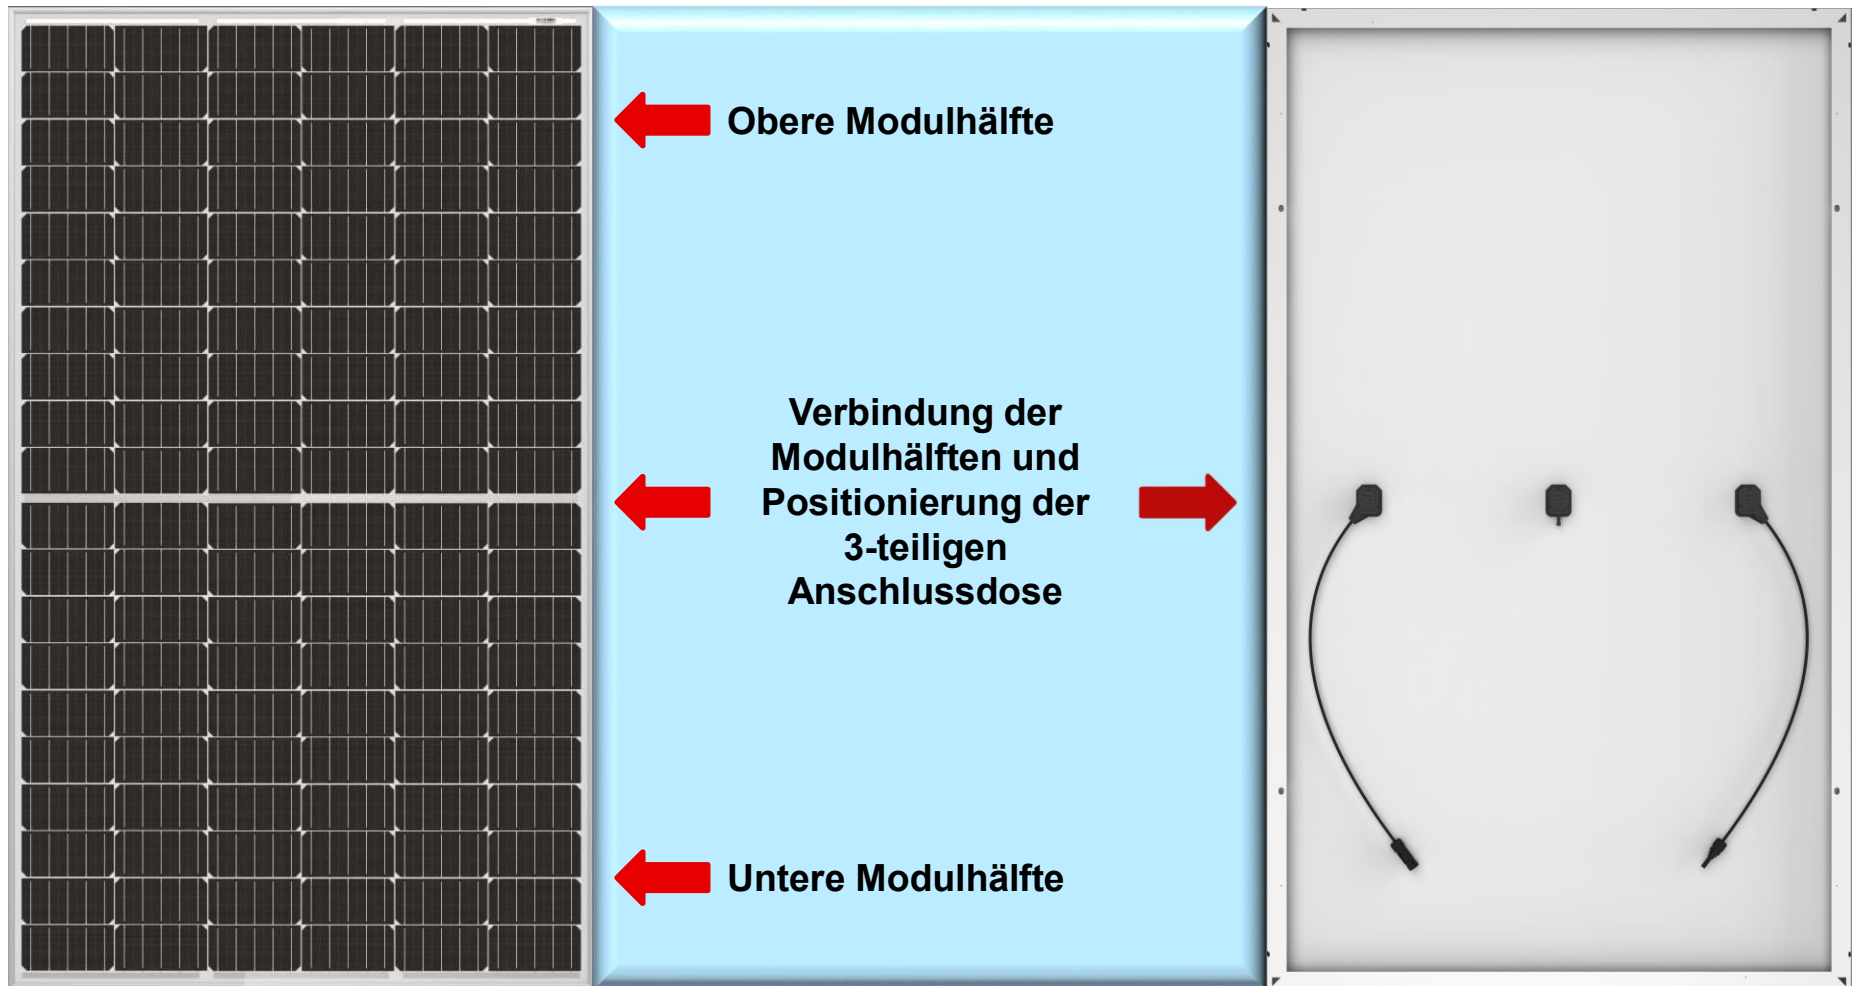 Obere Modulhälfte
Verbindung der
Modulhälften und
Positionierung der
3-teiligen
Anschlussdose
Untere Modulhälfte